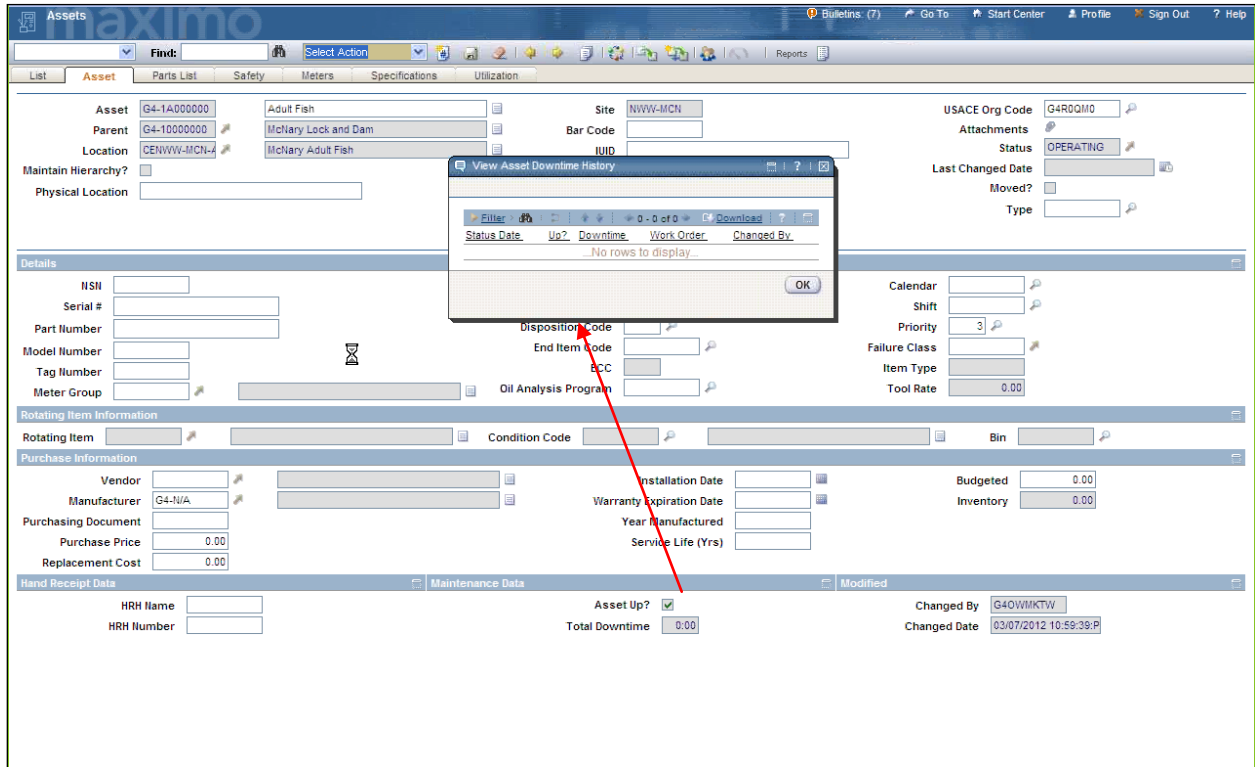 Assets
maximo
Bulletins: (7) Go To Start Center Profile Sign Out ? Help
Find: Select Action Reports
List Asset Parts List Safety Meters Specifications Utilization
Asset G4-1A000000 Adult Fish Site NWW-MCN USACE Org Code G4R0QM0
Parent G4-10000000 McNary Lock and Dam Bar Code Attachments
Location CENWW-MCN-A McNary Adult Fish IUID Status OPERATING
Maintain Hierarchy? Last Changed Date
Physical Location Moved?
Type
View Asset Downtime History ?
Filter 0 - 0 of 0 Download ?
Status Date Up? Downtime Work Order Changed By
...No rows to display...
OK
Details
NSN Calendar
Serial # Shift
Part Number Disposition Code Priority 3
Model Number End Item Code Failure Class
Tag Number ECC Item Type
Meter Group Oil Analysis Program Tool Rate 0.00
Rotating Item Information
Rotating Item Condition Code Bin
Purchase Information
Vendor Installation Date Budgeted 0.00
Manufacturer G4-N/A Warranty Expiration Date Inventory 0.00
Purchasing Document Year Manufactured
Purchase Price 0.00 Service Life (Yrs)
Replacement Cost 0.00
Hand Receipt Data Maintenance Data Modified
HRH Name Asset Up? Changed By G4OWMKTW
HRH Number Total Downtime 0:00 Changed Date 03/07/2012 10:59:39:P